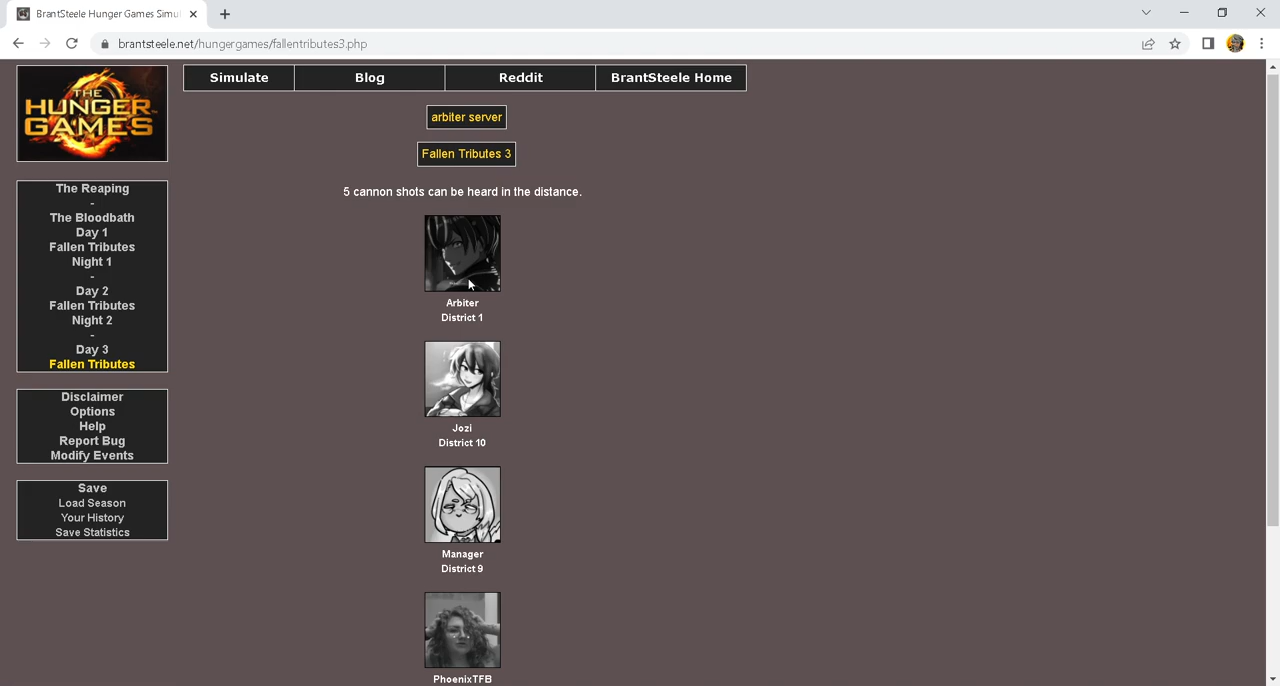 BrantSteele Hunger Games Simu
brantsteele.net/hungergames/fallentributes3.php
THE
HUNGER
GAMES
Simulate
Blog
Reddit
BrantSteele Home
arbiter server
Fallen Tributes 3
5 cannon shots can be heard in the distance.
Arbiter
District 1
Jozi
District 10
Manager
District 9
PhoenixTFB
The Reaping
-
The Bloodbath
Day 1
Fallen Tributes
Night 1
-
Day 2
Fallen Tributes
Night 2
-
Day 3
Fallen Tributes
Disclaimer
Options
Help
Report Bug
Modify Events
Save
Load Season
Your History
Save Statistics